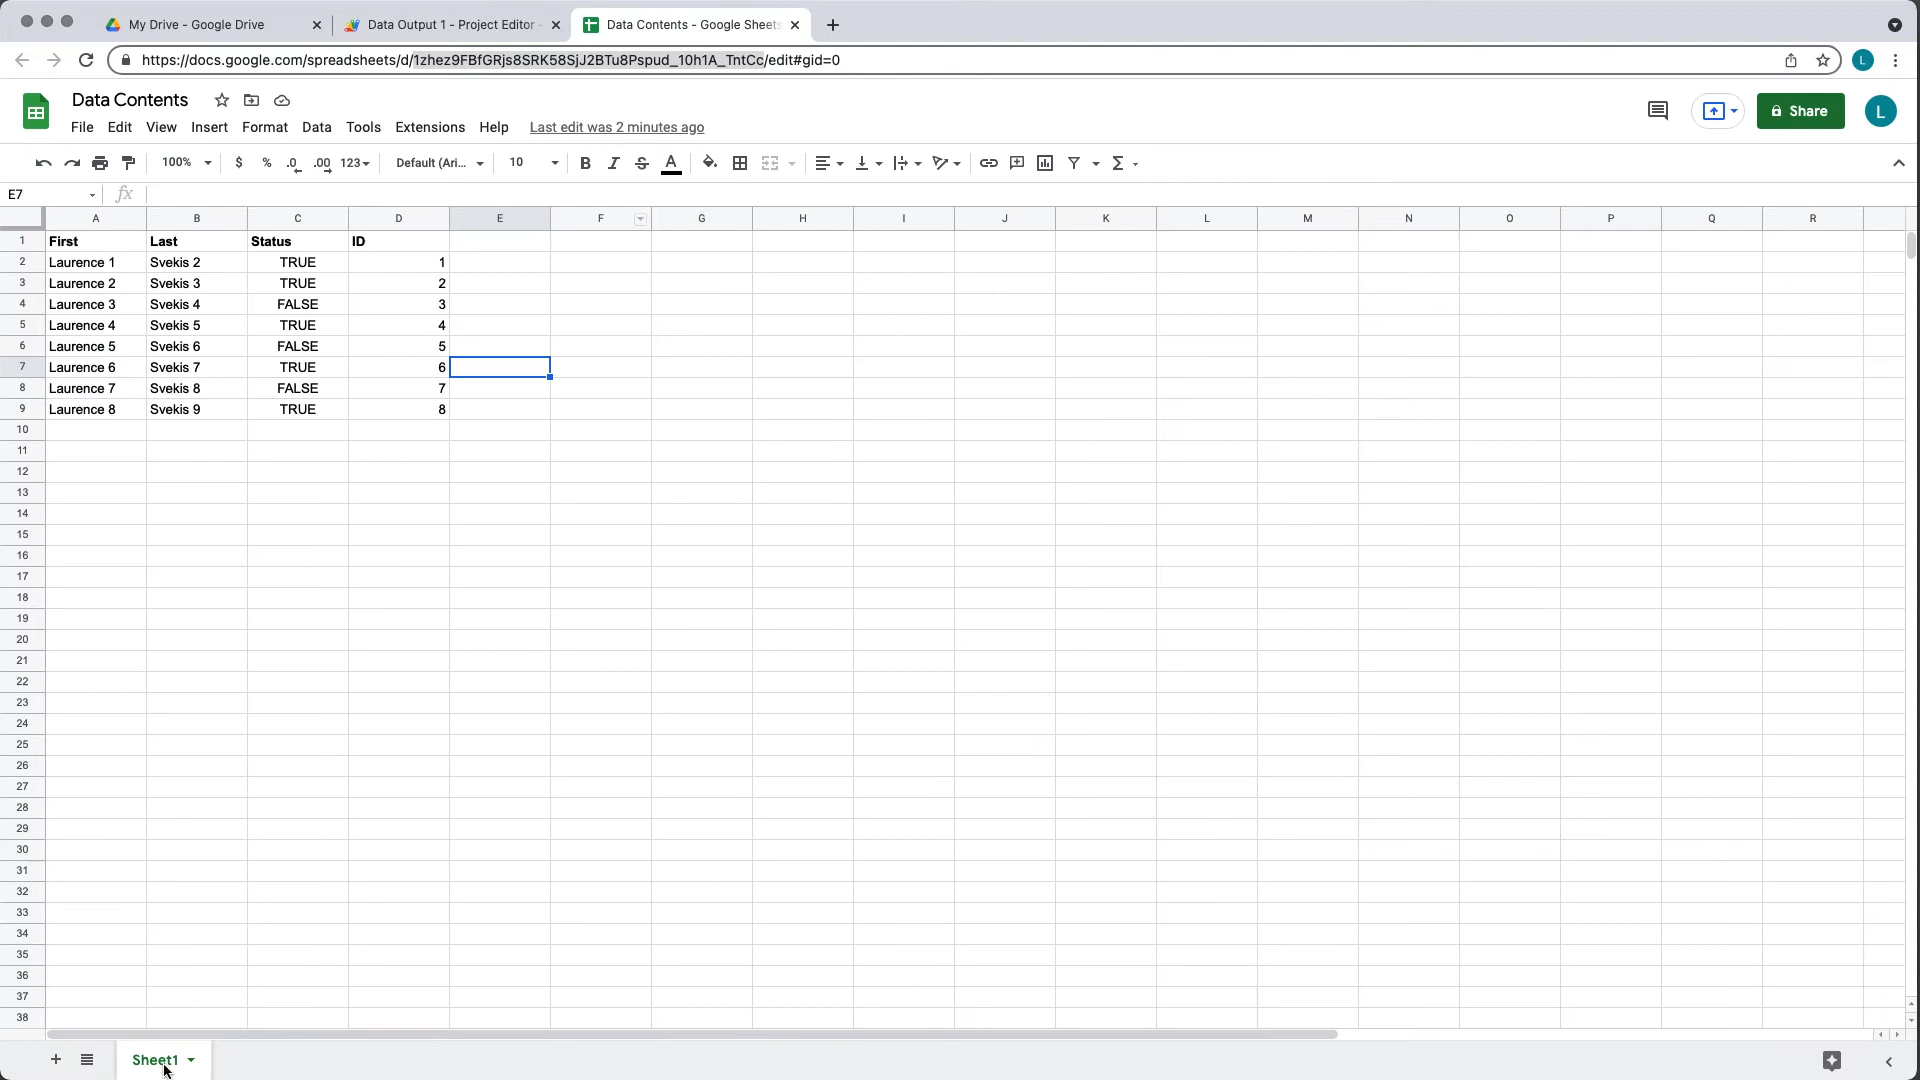 My Drive - Google Drive
Data Output 1 - Project Editor -
Data Contents - Google Sheets
https://docs.google.com/spreadsheets/d/1zhez9FBfGRjs8SRK58SjJ2BTu8Pspud_10h1A_TntCc/edit#gid=0
L
Data Contents
File Edit View Insert Format Data Tools Extensions Help Last edit was 2 minutes ago
Share
L
100% $ % .0 .00 123 Default (Ari... 10 B I S A Σ
E7 fx
A B C D E F G H I J K L M N O P Q R
1 First Last Status ID
2 Laurence 1 Svekis 2 TRUE 1
3 Laurence 2 Svekis 3 TRUE 2
4 Laurence 3 Svekis 4 FALSE 3
5 Laurence 4 Svekis 5 TRUE 4
6 Laurence 5 Svekis 6 FALSE 5
7 Laurence 6 Svekis 7 TRUE 6
8 Laurence 7 Svekis 8 FALSE 7
9 Laurence 8 Svekis 9 TRUE 8
10
11
12
13
14
15
16
17
18
19
20
21
22
23
24
25
26
27
28
29
30
31
32
33
34
35
36
37
38
Sheet1